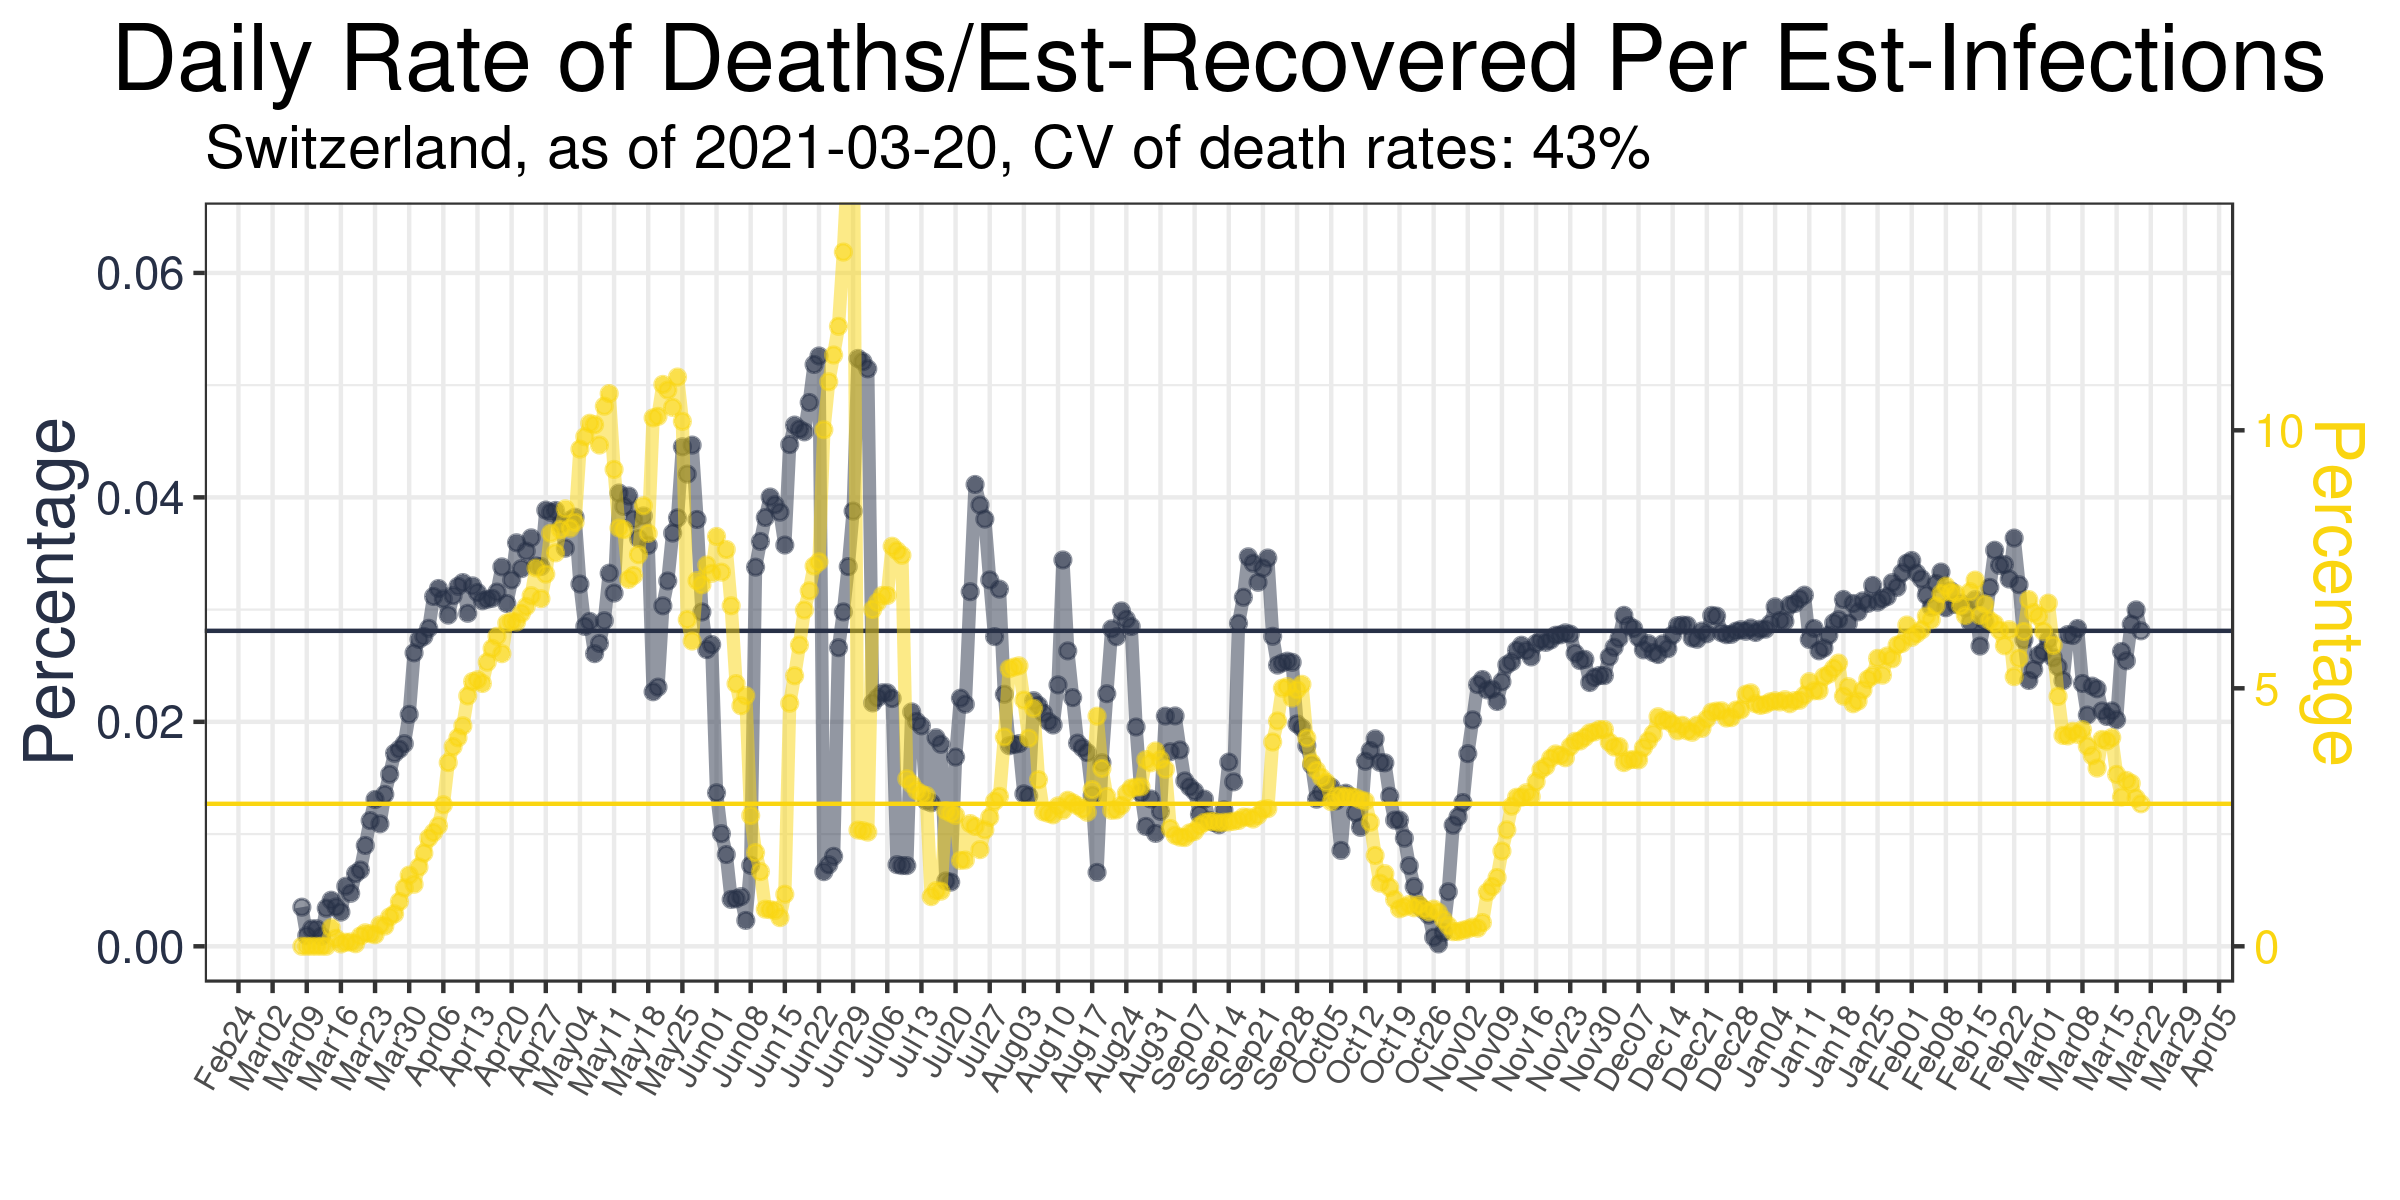 Daily Rate of Deaths/Est-Recovered Per Est-Infections
Switzerland, as of 2021-03-20, CV of death rates: 43%
Percentage
0.06
0.04
0.02
0.00
10
5
0
Percentage
Feb24 Mar02 Mar09 Mar16 Mar23 Mar30 Apr06 Apr13 Apr20 Apr27 May04 May11 May18 May25 Jun01 Jun08 Jun15 Jun22 Jun29 Jul06 Jul13 Jul20 Jul27 Aug03 Aug10 Aug17 Aug24 Aug31 Sep07 Sep14 Sep21 Sep28 Oct05 Oct12 Oct19 Oct26 Nov02 Nov09 Nov16 Nov23 Nov30 Nov07 Dec14 Dec21 Dec28 Dec04 Jan11 Jan18 Jan25 Jan25 Feb01 Feb08 Feb15 Feb22 Mar01 Mar08 Mar15 Mar22 Mar29 Apr05